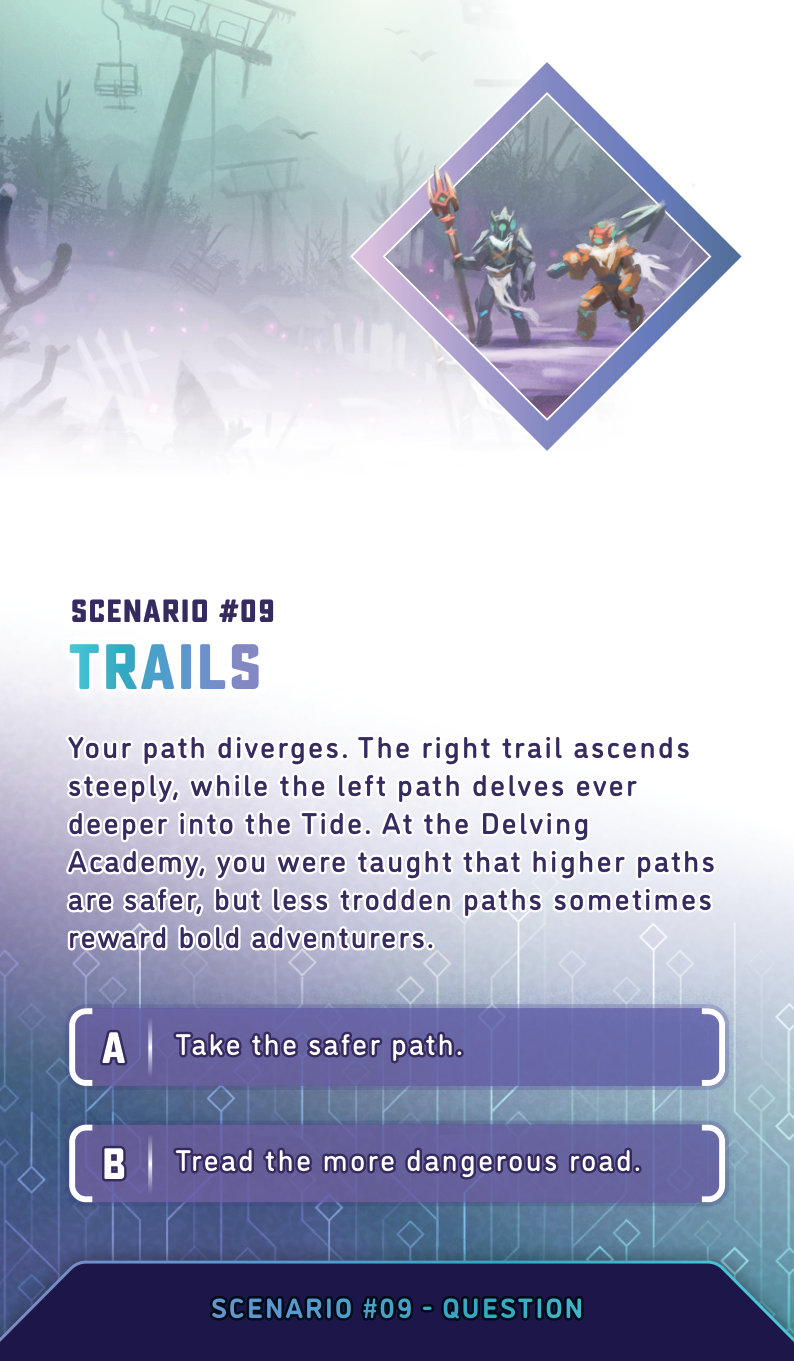 SCENARIO #09
TRAILS
Your path diverges. The right trail ascends
steeply, while the left path delves ever
deeper into the Tide. At the Delving
Academy, you were taught that higher paths
are safer, but less trodden paths sometimes
reward bold adventurers.
A Take the safer path.
B Tread the more dangerous road.
SCENARIO #09 - QUESTION